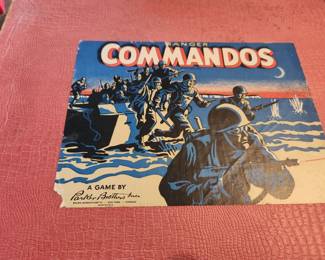 RANGER
COMMANDOS
A GAME BY
Parker Brothers Inc